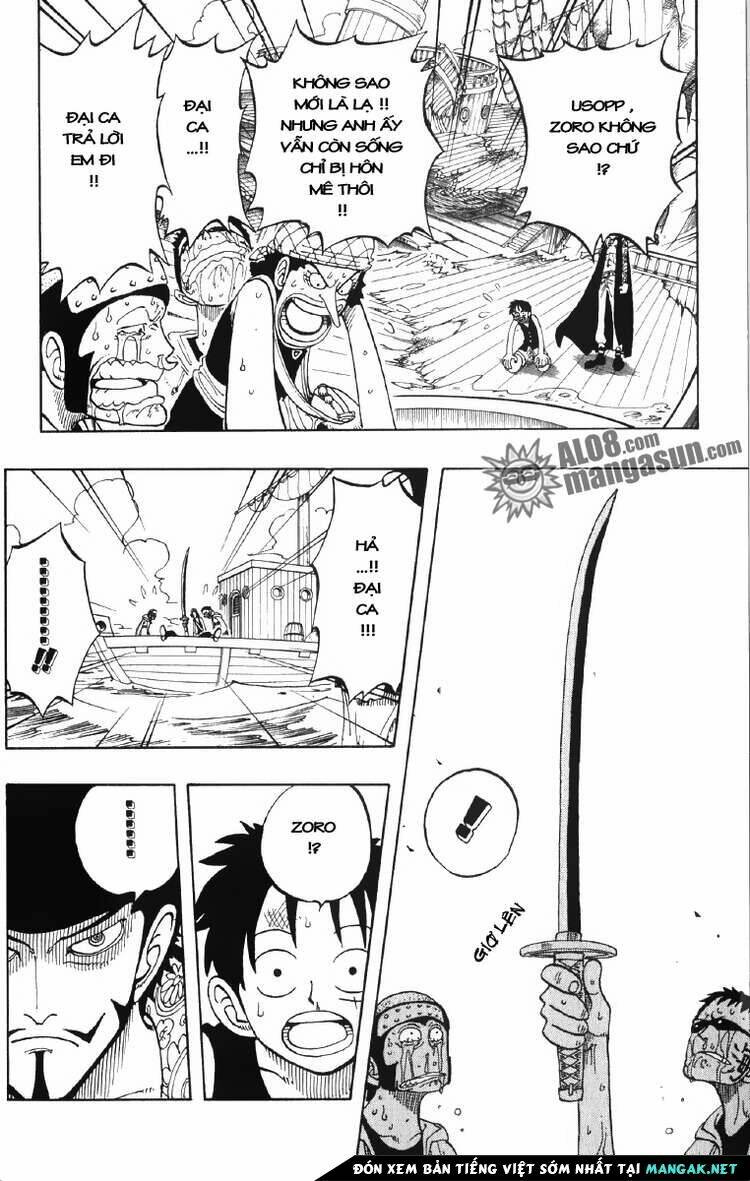 USOPP,
ZORO KHÔNG
SAO CHỨ
!?
KHÔNG SAO
MỚI LÀ LẠ !!
NHƯNG ANH ẤY
VẪN CÒN SỐNG
CHỈ BỊ HÔN
MÊ THÔI
!!
ĐẠI
CA
...!!
ĐẠI CA
TRẢ LỜI
EM ĐI
!!
AL08.com
mangasun.com
HẢ
...!!
ĐẠI
CA
!!!
..........!!
!
GIƠ LÊN
ZORO
!?
.......
ĐÓN XEM BẢN TIẾNG VIỆT SỚM NHẤT TẠI MANGAK.NET